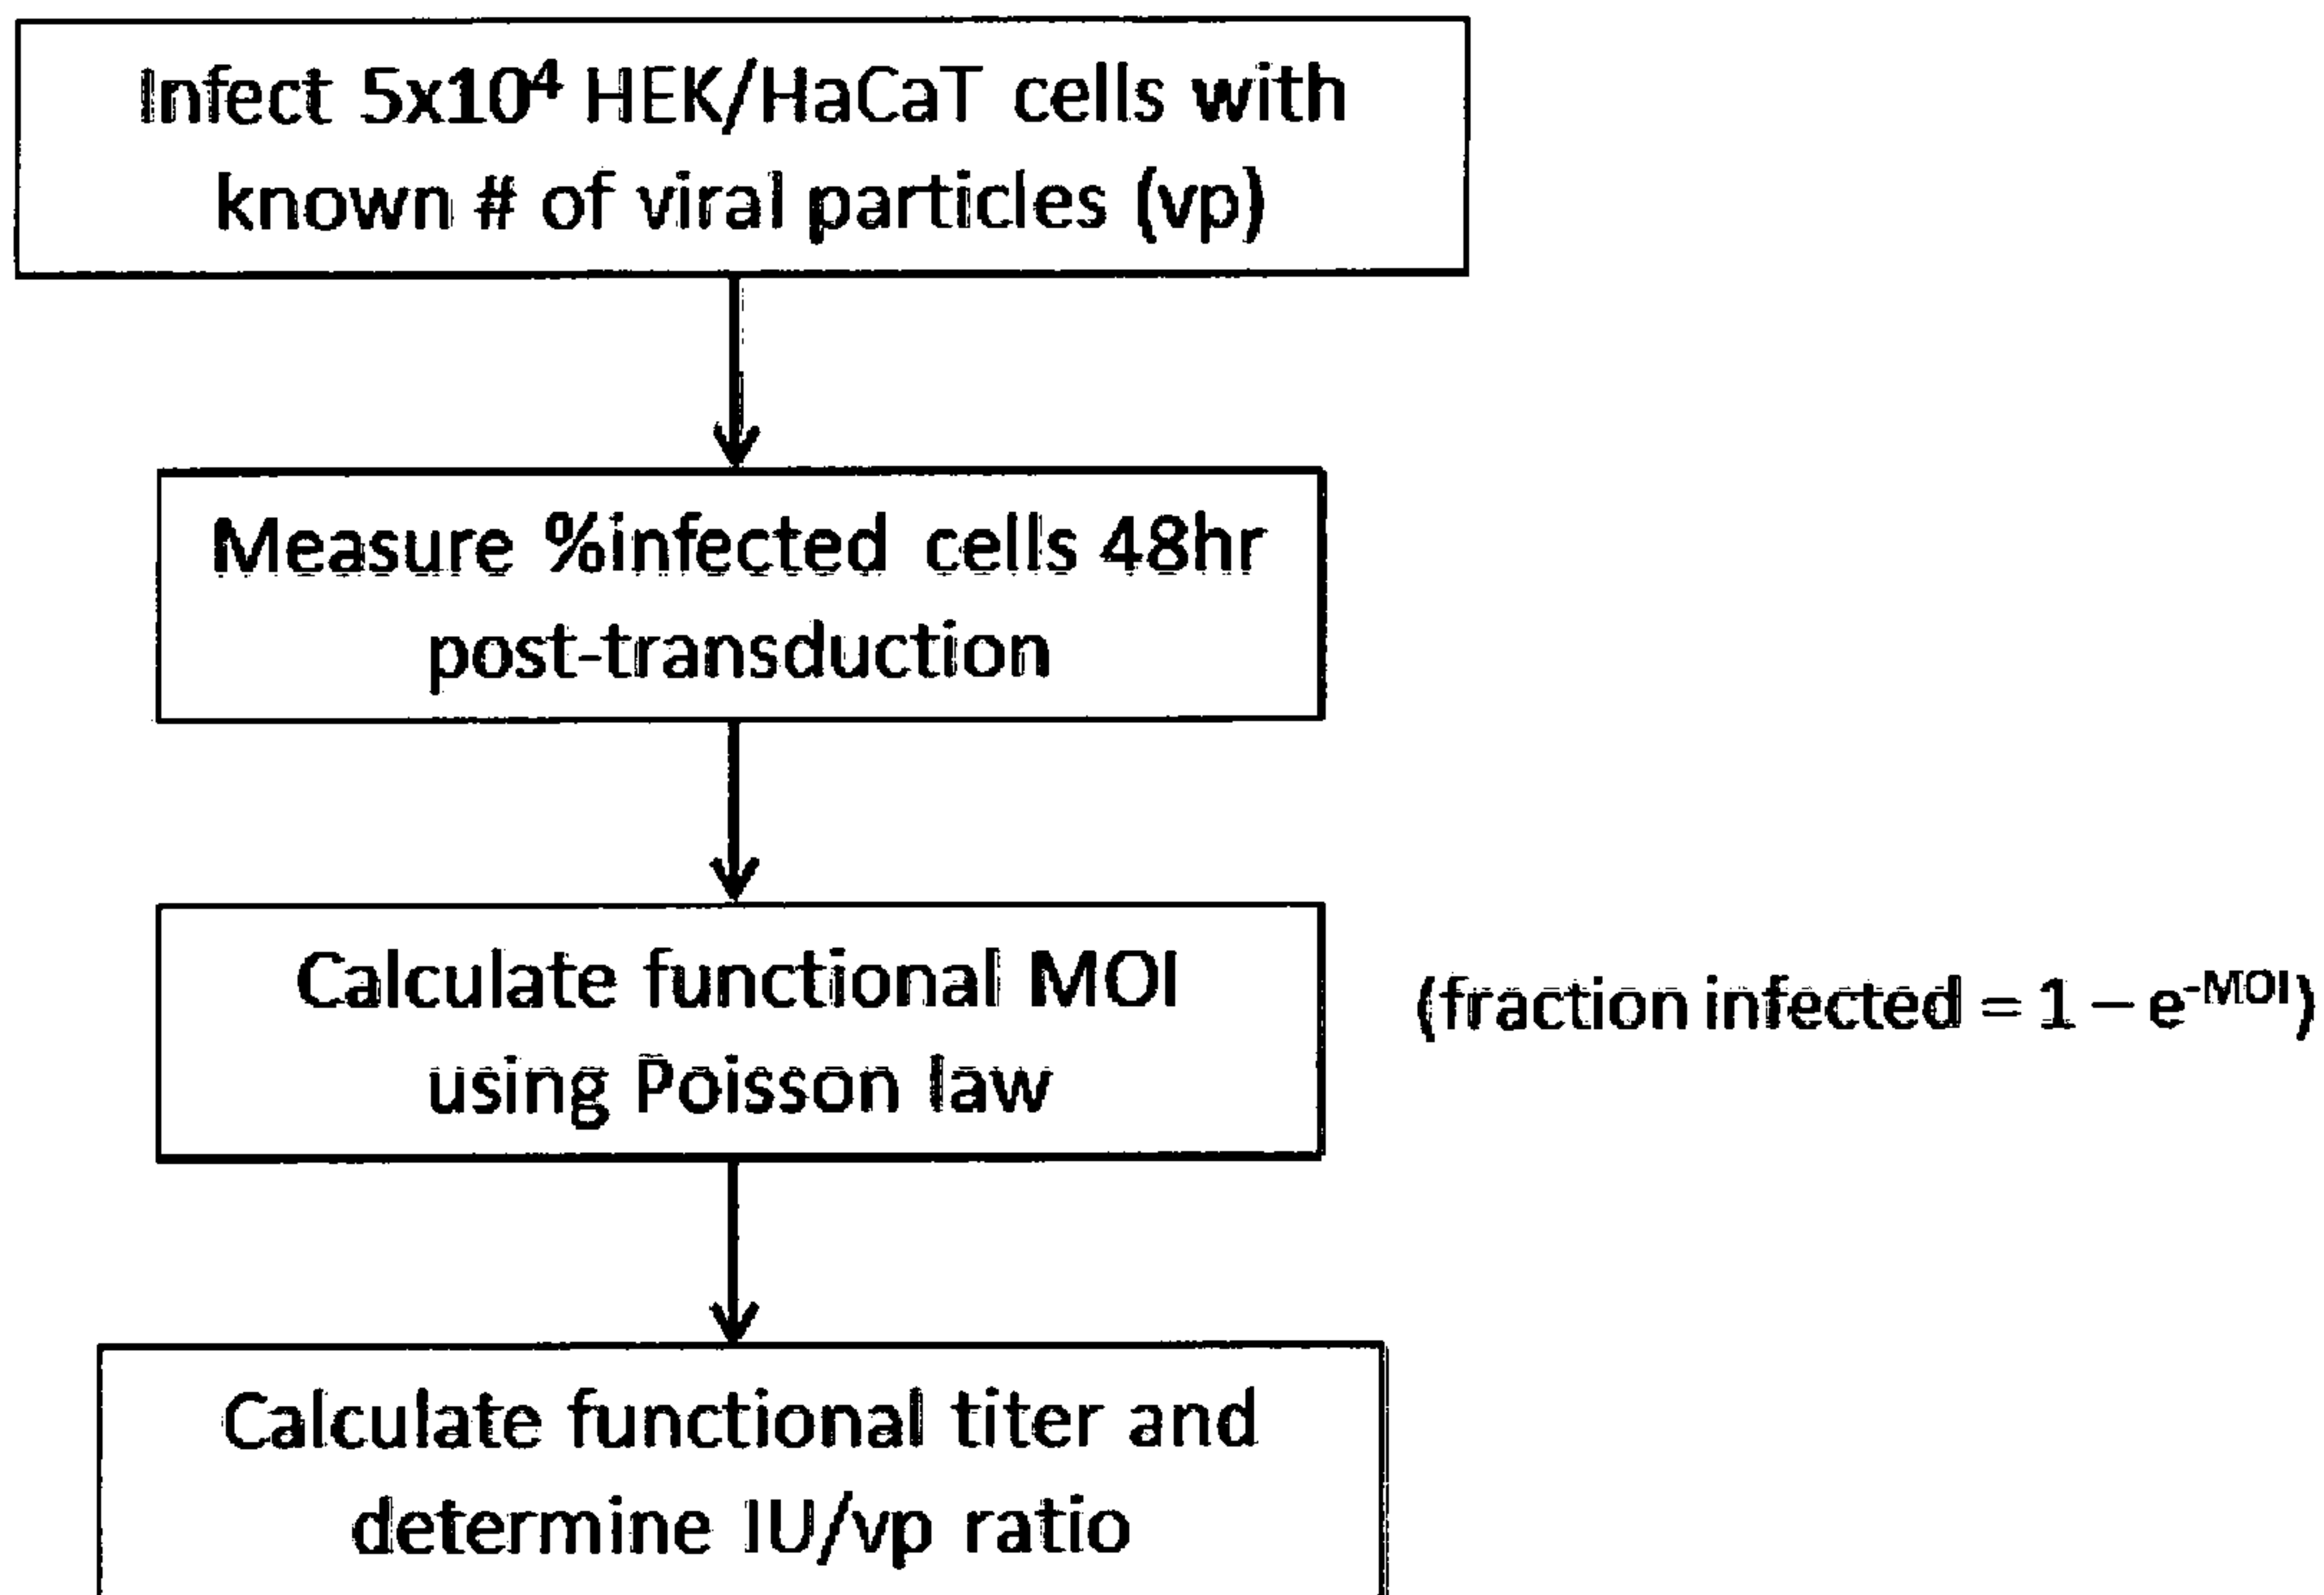 Infect 5x10⁴ HEK/HaCaT cells with
known # of viral particles (vp)
Measure %infected cells 48hr
post-transduction
Calculate functional MOI
using Poisson law
(fraction infected = 1 – e⁻ᴹᴼᴵ)
Calculate functional titer and
determine IU/vp ratio